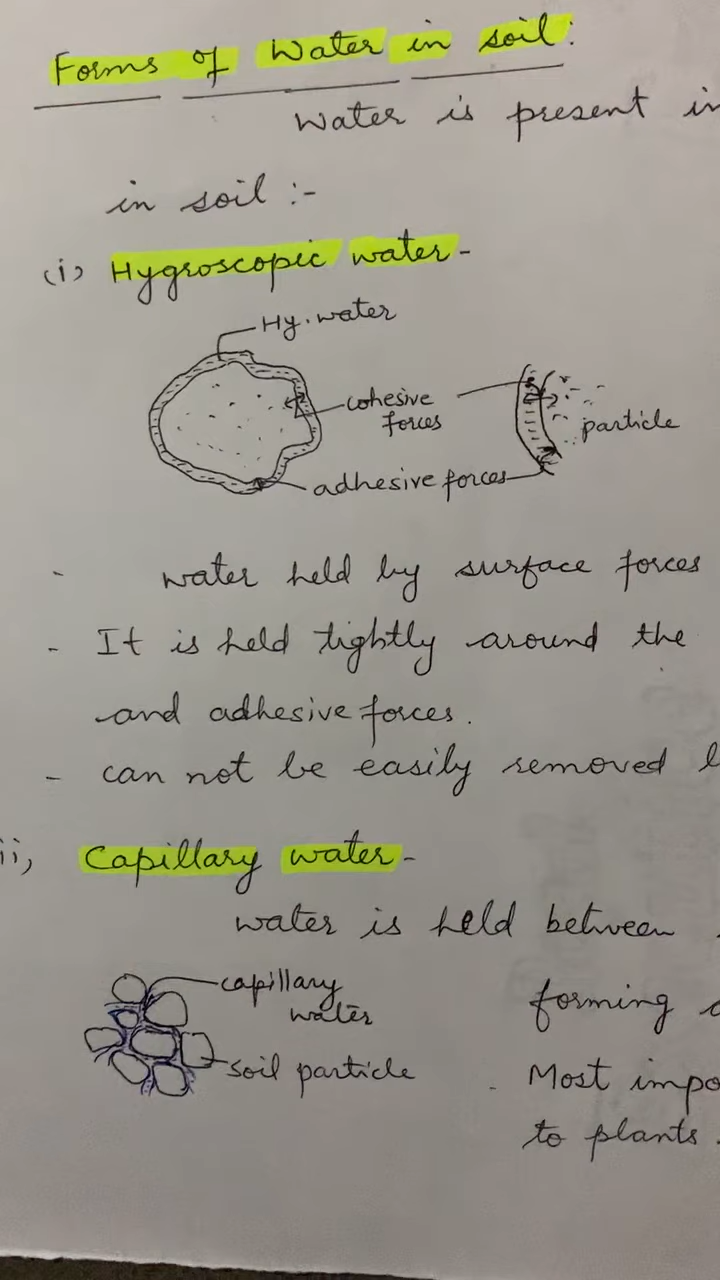 Forms of Water in soil:
Water is present in
in soil :-
(i) Hygroscopic water-
Hy. water
cohesive
forces
particle
adhesive forces
- water held by surface forces
- It is held tightly around the
and adhesive forces.
- can not be easily removed
ii) Capillary water-
water is held between
capillary
water
forming
soil particle
- Most impo
to plants.